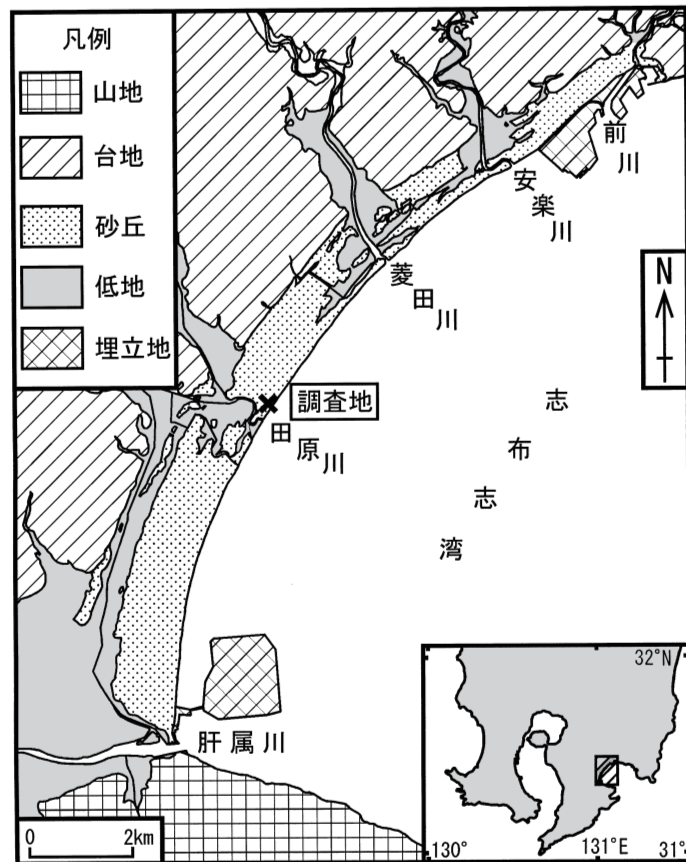 凡例
山地
台地
砂丘
低地
埋立地
前川
安楽川
菱田川
N
調査地
田原川
志布志湾
肝属川
0 2km
32°N
130° 131°E 31°